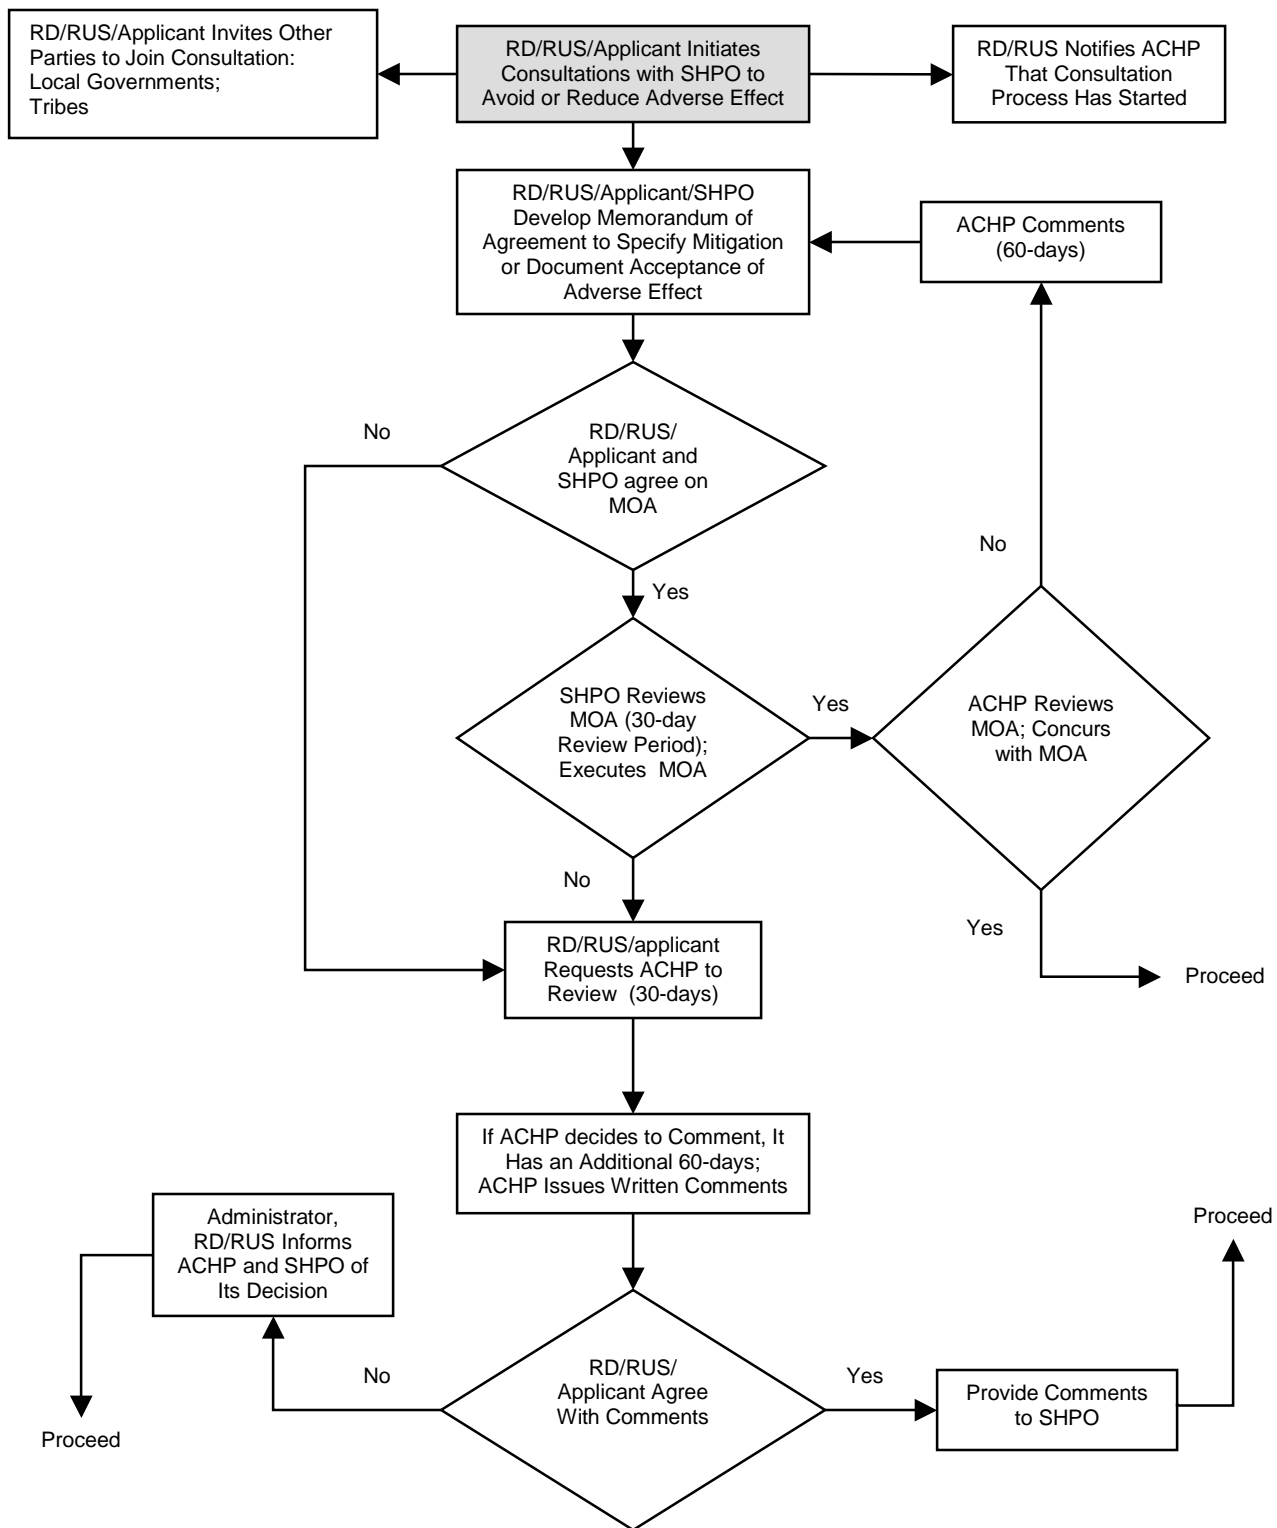 RD/RUS/Applicant Invites Other
Parties to Join Consultation:
Local Governments;
Tribes
RD/RUS/Applicant Initiates
Consultations with SHPO to
Avoid or Reduce Adverse Effect
RD/RUS Notifies ACHP
That Consultation
Process Has Started
RD/RUS/Applicant/SHPO
Develop Memorandum of
Agreement to Specify Mitigation
or Document Acceptance of
Adverse Effect
ACHP Comments
(60-days)
No
RD/RUS/
Applicant and
SHPO agree on
MOA
No
Yes
SHPO Reviews
MOA (30-day
Review Period);
Executes MOA
Yes
ACHP Reviews
MOA; Concurs
with MOA
No
Yes
RD/RUS/applicant
Requests ACHP to
Review (30-days)
Proceed
If ACHP decides to Comment, It
Has an Additional 60-days;
ACHP Issues Written Comments
Administrator,
RD/RUS Informs
ACHP and SHPO of
Its Decision
Proceed
No
RD/RUS/
Applicant Agree
With Comments
Yes
Provide Comments
to SHPO
Proceed